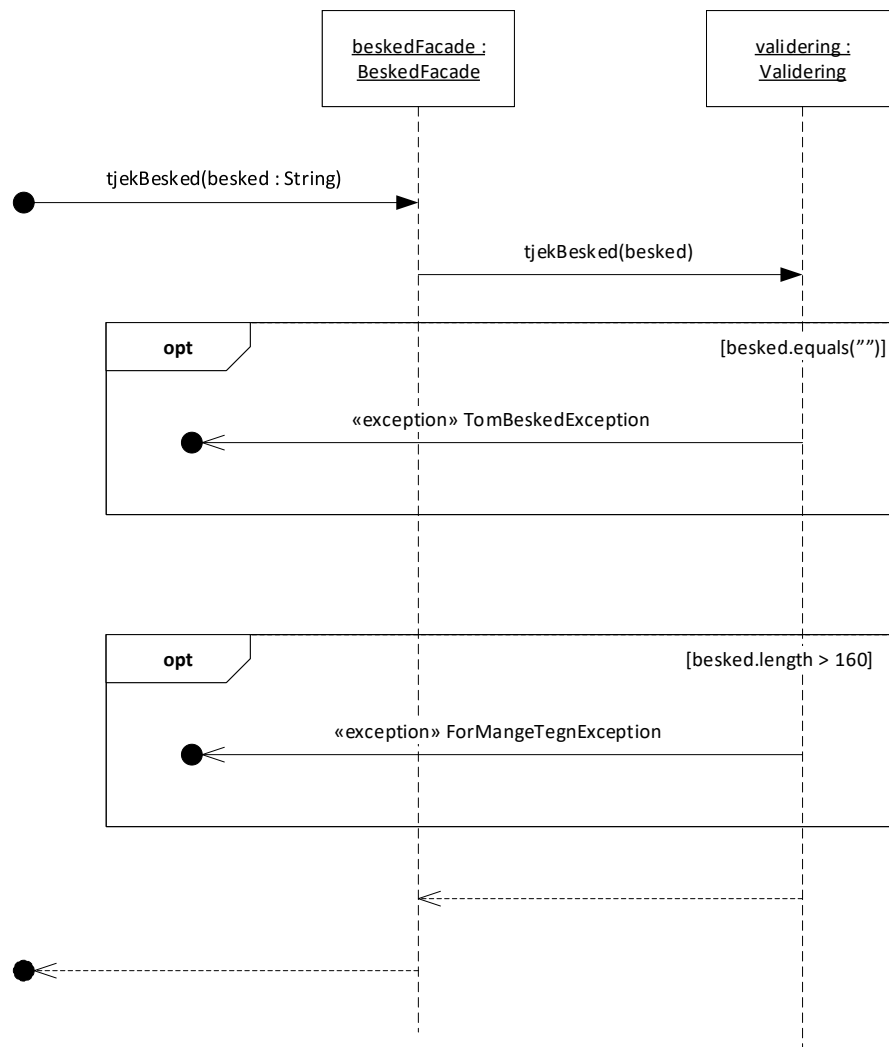 beskedFacade :
BeskedFacade
validering :
Validering
tjekBesked(besked : String)
tjekBesked(besked)
opt
[besked.equals(””)]
«exception» TomBeskedException
opt
[besked.length > 160]
«exception» ForMangeTegnException